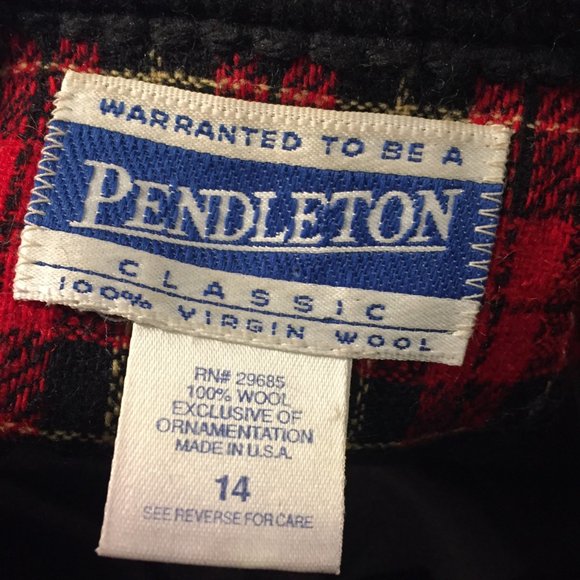 WARRANTED TO BE A
PENDLETON
CLASSIC
100% VIRGIN WOOL
RN# 29685
100% WOOL
EXCLUSIVE OF
ORNAMENTATION
MADE IN U.S.A.
14
SEE REVERSE FOR CARE